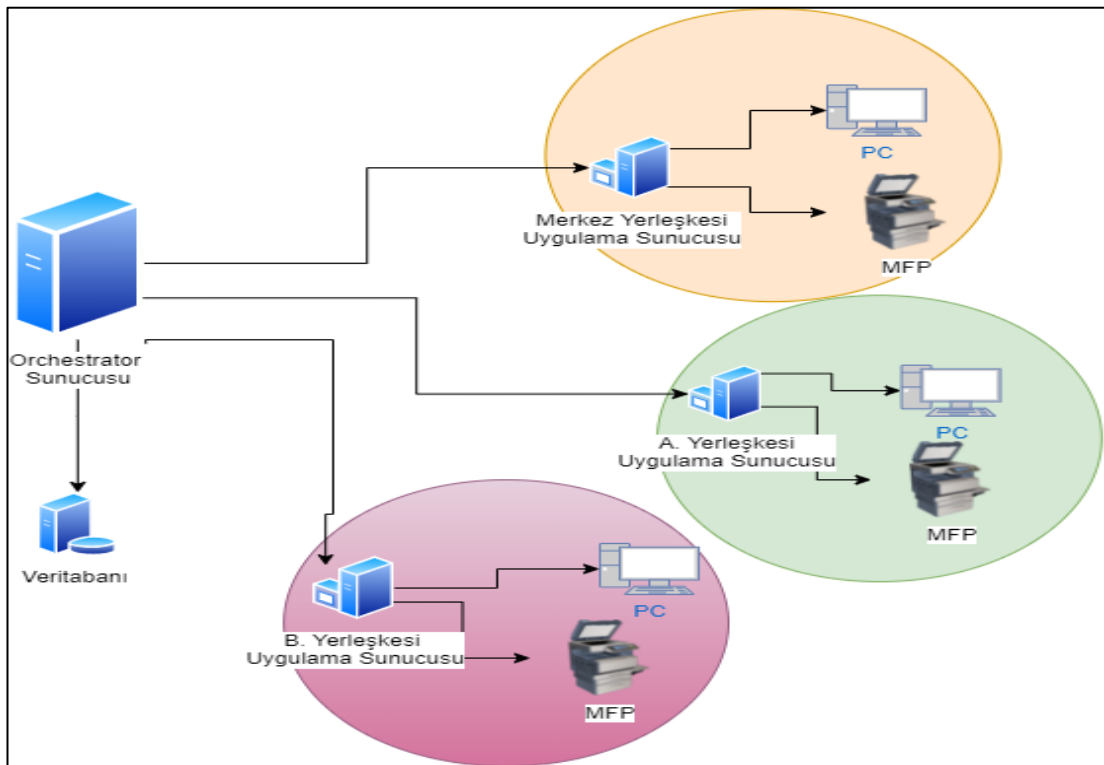 PC
Merkez Yerleşkesi
Uygulama Sunucusu
MFP
Orchestrator
Sunucusu
PC
A. Yerleşkesi
Uygulama Sunucusu
MFP
Veritabanı
PC
B. Yerleşkesi
Uygulama Sunucusu
MFP